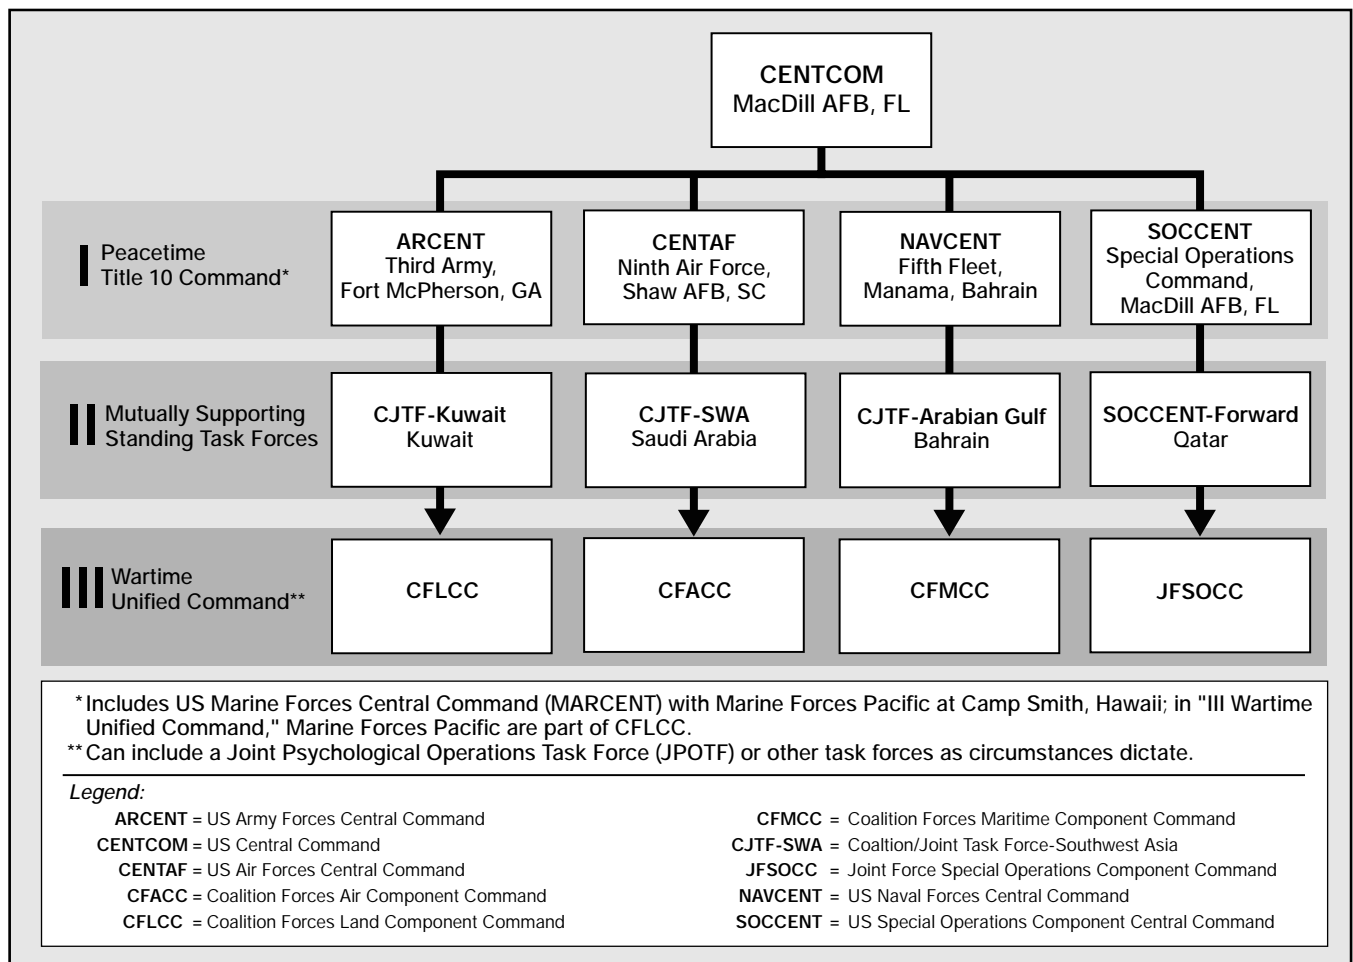 CENTCOM
MacDill AFB, FL
I Peacetime
Title 10 Command*
ARCENT
Third Army,
Fort McPherson, GA
CENTAF
Ninth Air Force,
Shaw AFB, SC
NAVCENT
Fifth Fleet,
Manama, Bahrain
SOCCENT
Special Operations
Command,
MacDill AFB, FL
II Mutually Supporting
Standing Task Forces
CJTF-Kuwait
Kuwait
CJTF-SWA
Saudi Arabia
CJTF-Arabian Gulf
Bahrain
SOCCENT-Forward
Qatar
III Wartime
Unified Command**
CFLCC
CFACC
CFMCC
JFSOCC
* Includes US Marine Forces Central Command (MARCENT) with Marine Forces Pacific at Camp Smith, Hawaii; in "III Wartime
Unified Command," Marine Forces Pacific are part of CFLCC.
** Can include a Joint Psychological Operations Task Force (JPOTF) or other task forces as circumstances dictate.
Legend:
ARCENT = US Army Forces Central Command
CENTCOM = US Central Command
CENTAF = US Air Forces Central Command
CFACC = Coalition Forces Air Component Command
CFLCC = Coalition Forces Land Component Command
CFMCC = Coalition Forces Maritime Component Command
CJTF-SWA = Coaltion/Joint Task Force-Southwest Asia
JFSOCC = Joint Force Special Operations Component Command
NAVCENT = US Naval Forces Central Command
SOCCENT = US Special Operations Component Central Command